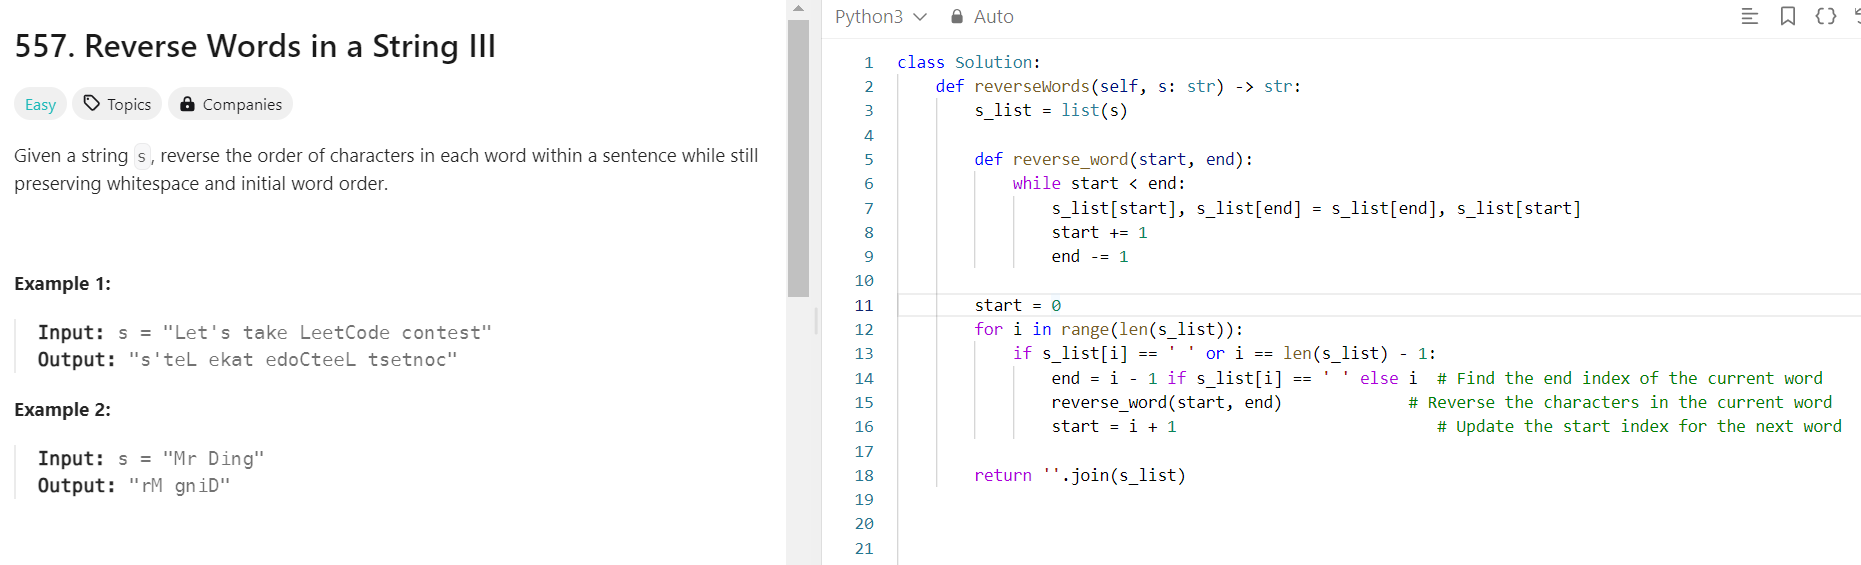 557. Reverse Words in a String III
Easy Topics Companies
Given a string s, reverse the order of characters in each word within a sentence while still
preserving whitespace and initial word order.
Example 1:
Input: s = "Let's take LeetCode contest"
Output: "s'teL ekat edoCteeL tsetnoc"
Example 2:
Input: s = "Mr Ding"
Output: "rM gniD"
Python3 Auto
1 class Solution:
2     def reverseWords(self, s: str) -> str:
3         s_list = list(s)
4
5         def reverse_word(start, end):
6             while start < end:
7                 s_list[start], s_list[end] = s_list[end], s_list[start]
8                 start += 1
9                 end -= 1
10
11         start = 0
12         for i in range(len(s_list)):
13             if s_list[i] == ' ' or i == len(s_list) - 1:
14                 end = i - 1 if s_list[i] == ' ' else i  # Find the end index of the current word
15                 reverse_word(start, end)             # Reverse the characters in the current word
16                 start = i + 1                           # Update the start index for the next word
17
18         return ''.join(s_list)
19
20
21